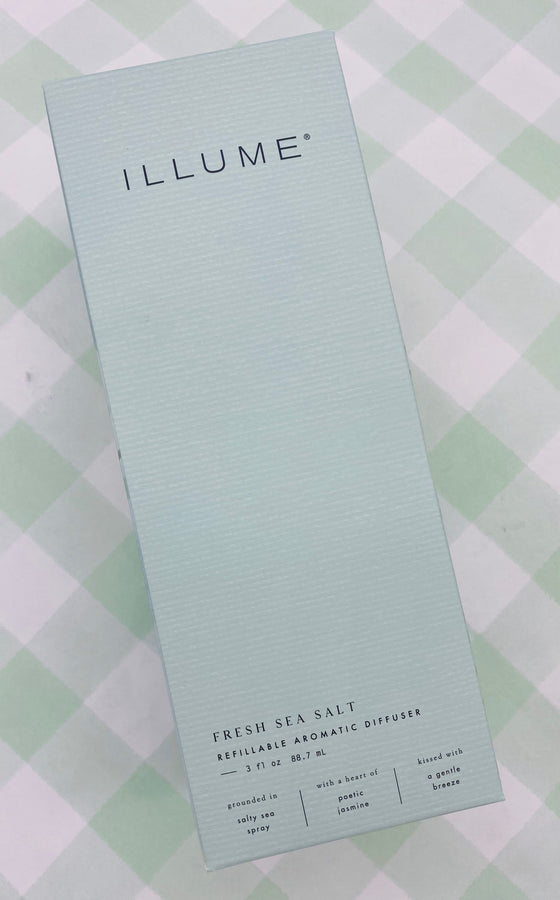 ILLUME®
FRESH SEA SALT
REFILLABLE AROMATIC DIFFUSER
3 fl oz 88.7 mL
grounded in
salty sea
spray
with a heart of
poetic
jasmine
kissed with
a gentle
breeze